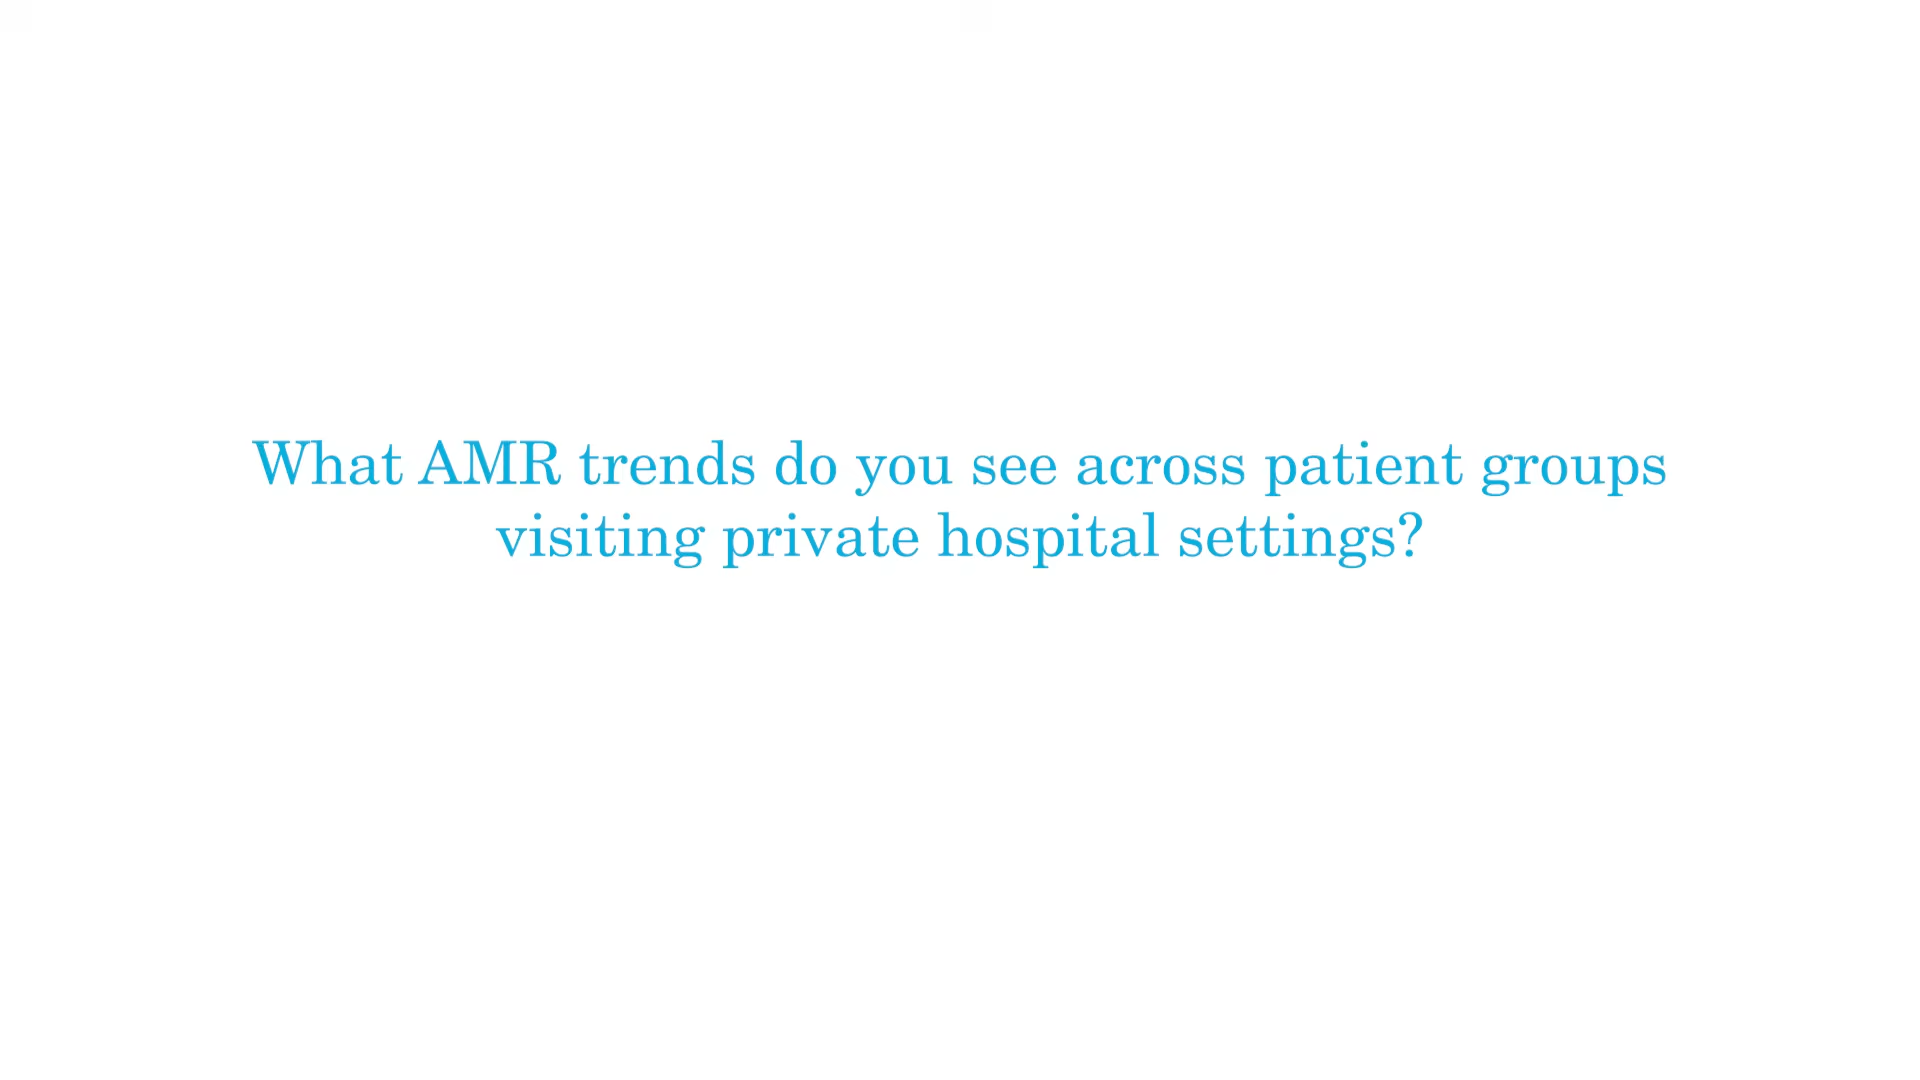 What AMR trends do you see across patient groups
visiting private hospital settings?